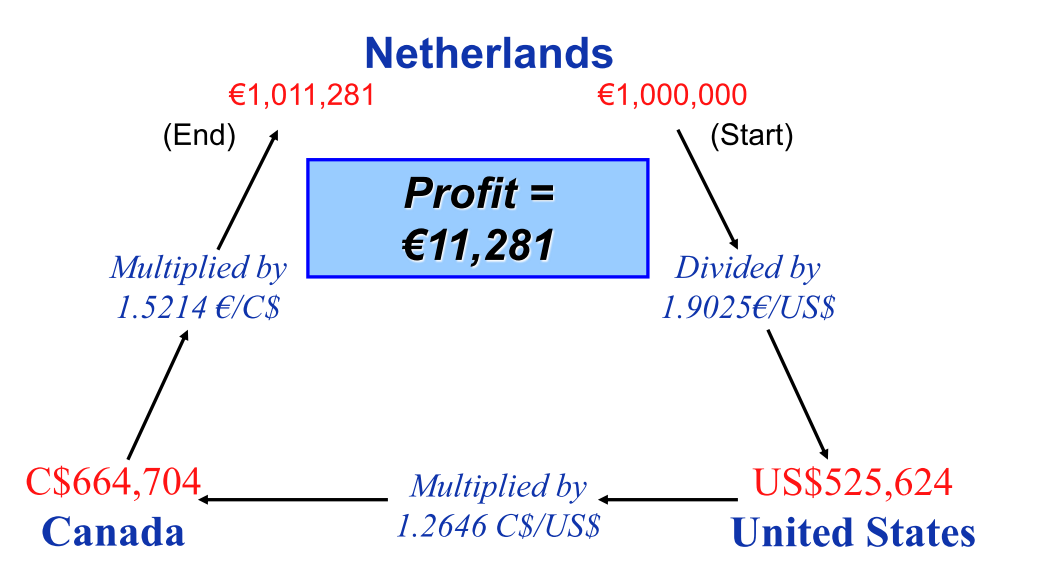 Netherlands
€1,011,281
€1,000,000
(End)
(Start)
Profit =
€11,281
Multiplied by
1.5214 €/C$
Divided by
1.9025€/US$
C$664,704
Canada
Multiplied by
1.2646 C$/US$
US$525,624
United States